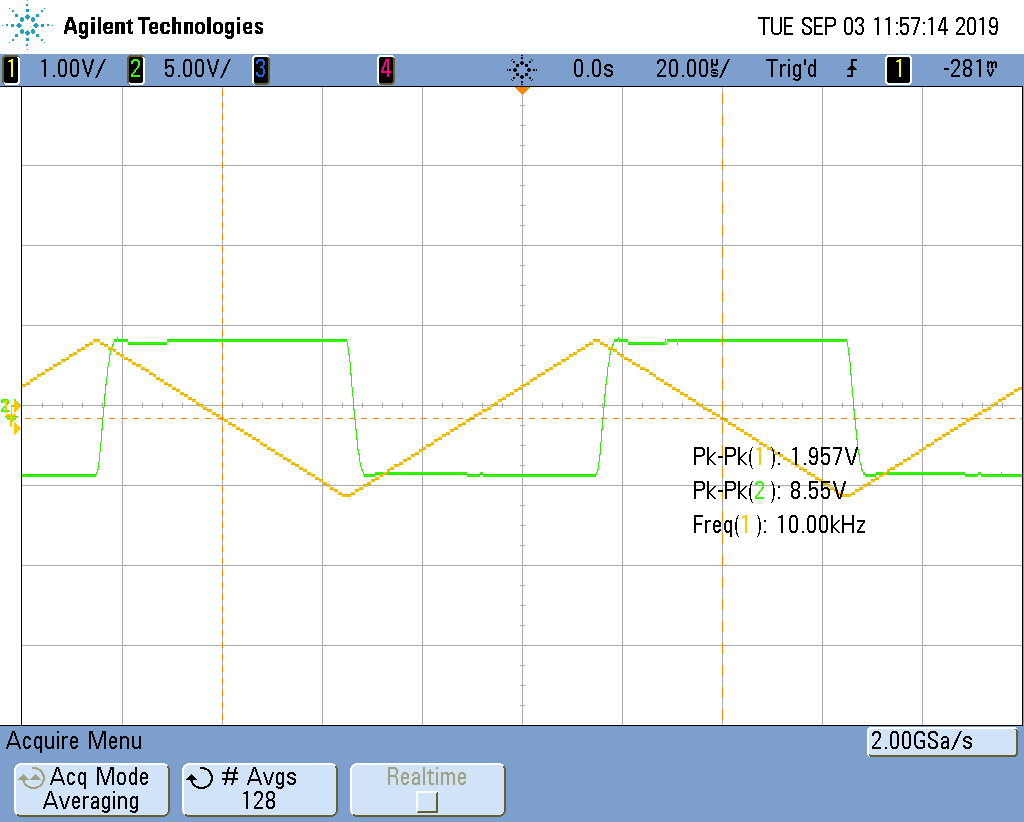 Agilent Technologies TUE SEP 03 11:57:14 2019
1 1.00V/ 2 5.00V/ 3 4 0.0s 20.00µs/ Trig'd 1 -281mV
2
Pk-Pk(1): 1.957V
Pk-Pk(2): 8.55V
Freq(1): 10.00kHz
Acquire Menu 2.00GSa/s
Acq Mode # Avgs Realtime
Averaging 128